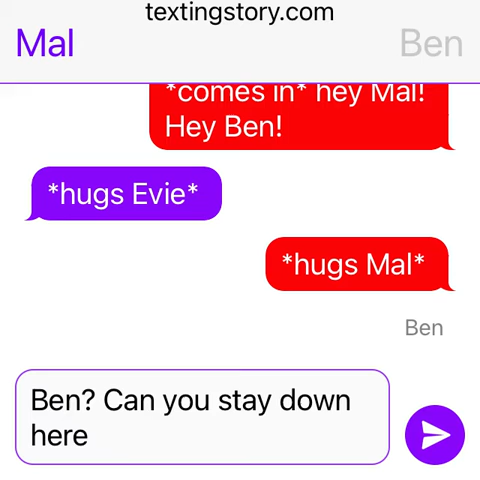 textingstory.com
Mal
Ben
*comes in* hey Mal!
Hey Ben!
*hugs Evie*
*hugs Mal*
Ben
Ben? Can you stay down
here